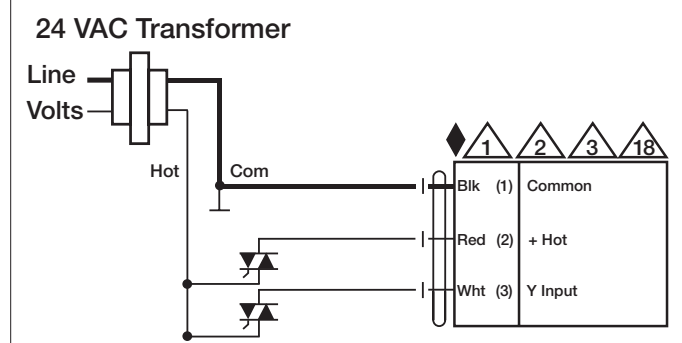 24 VAC Transformer
Line
Volts
Hot
Com
1 2 3 18
Blk (1) Common
Red (2) + Hot
Wht (3) Y Input